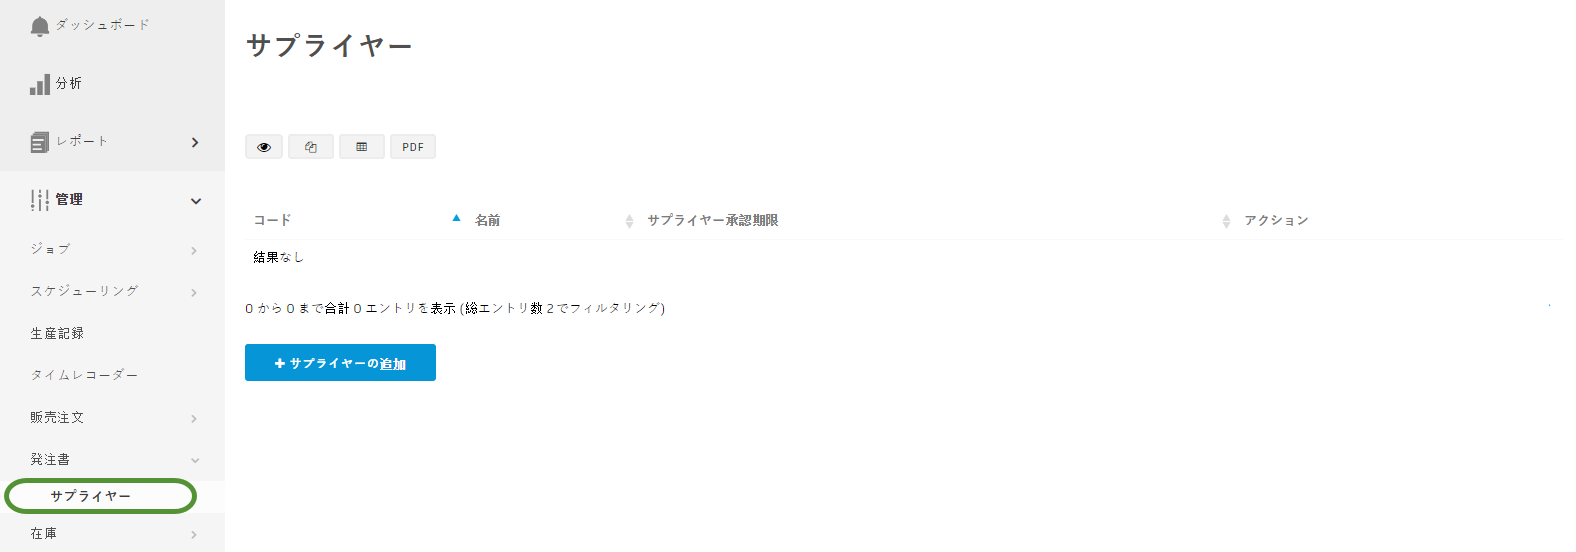 ダッシュボード
分析
レポート
管理
ジョブ
スケジューリング
生産記録
タイムレコーダー
販売注文
発注書
サプライヤー
在庫
サプライヤー
PDF
コード 名前 サプライヤー承認期限 アクション
結果なし
0 から 0 まで合計 0 エントリを表示 (総エントリ数 2 でフィルタリング)
+ サプライヤーの追加